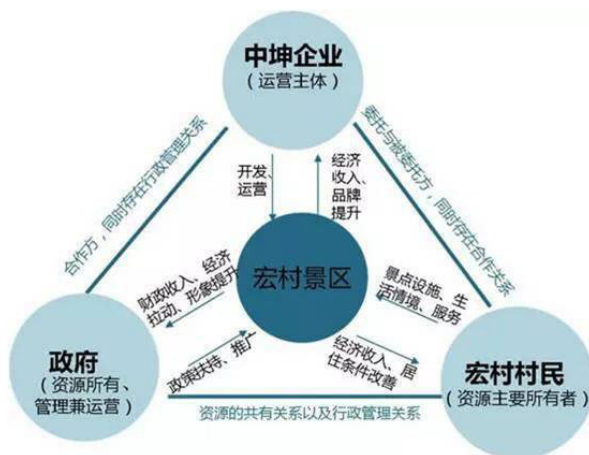 中坤企业
（运营主体）
合作方，同时存在行政管理关系
委托与被委托方，同时存在合作关系
开发、
运营
经济
收入、
品牌
提升
宏村景区
财政收入、经济
拉动、形象提升
景点设施、生
活情境、服务
政策扶持、推广
经济收入、居
住条件改善
政府
（资源所有、
管理兼运营）
宏村村民
（资源主要所有者）
资源的共有关系以及行政管理关系